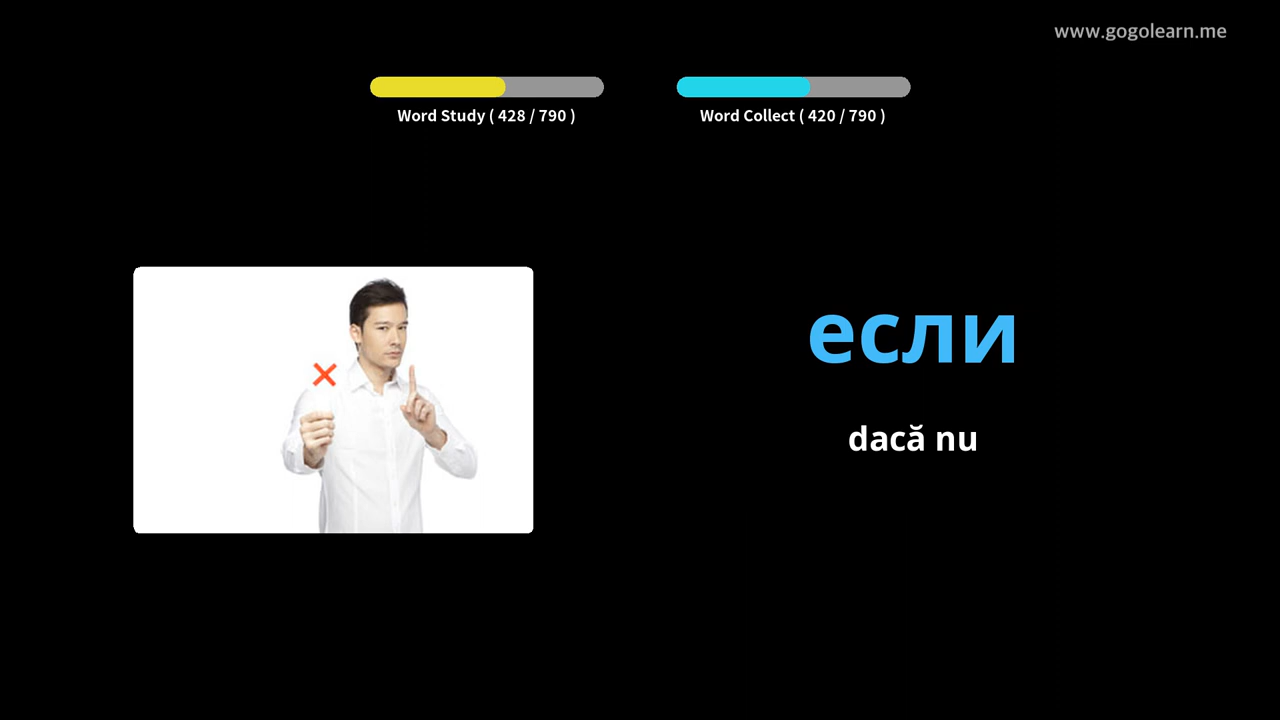 www.gogolearn.me
Word Study ( 428 / 790 )
Word Collect ( 420 / 790 )
если
dacă nu